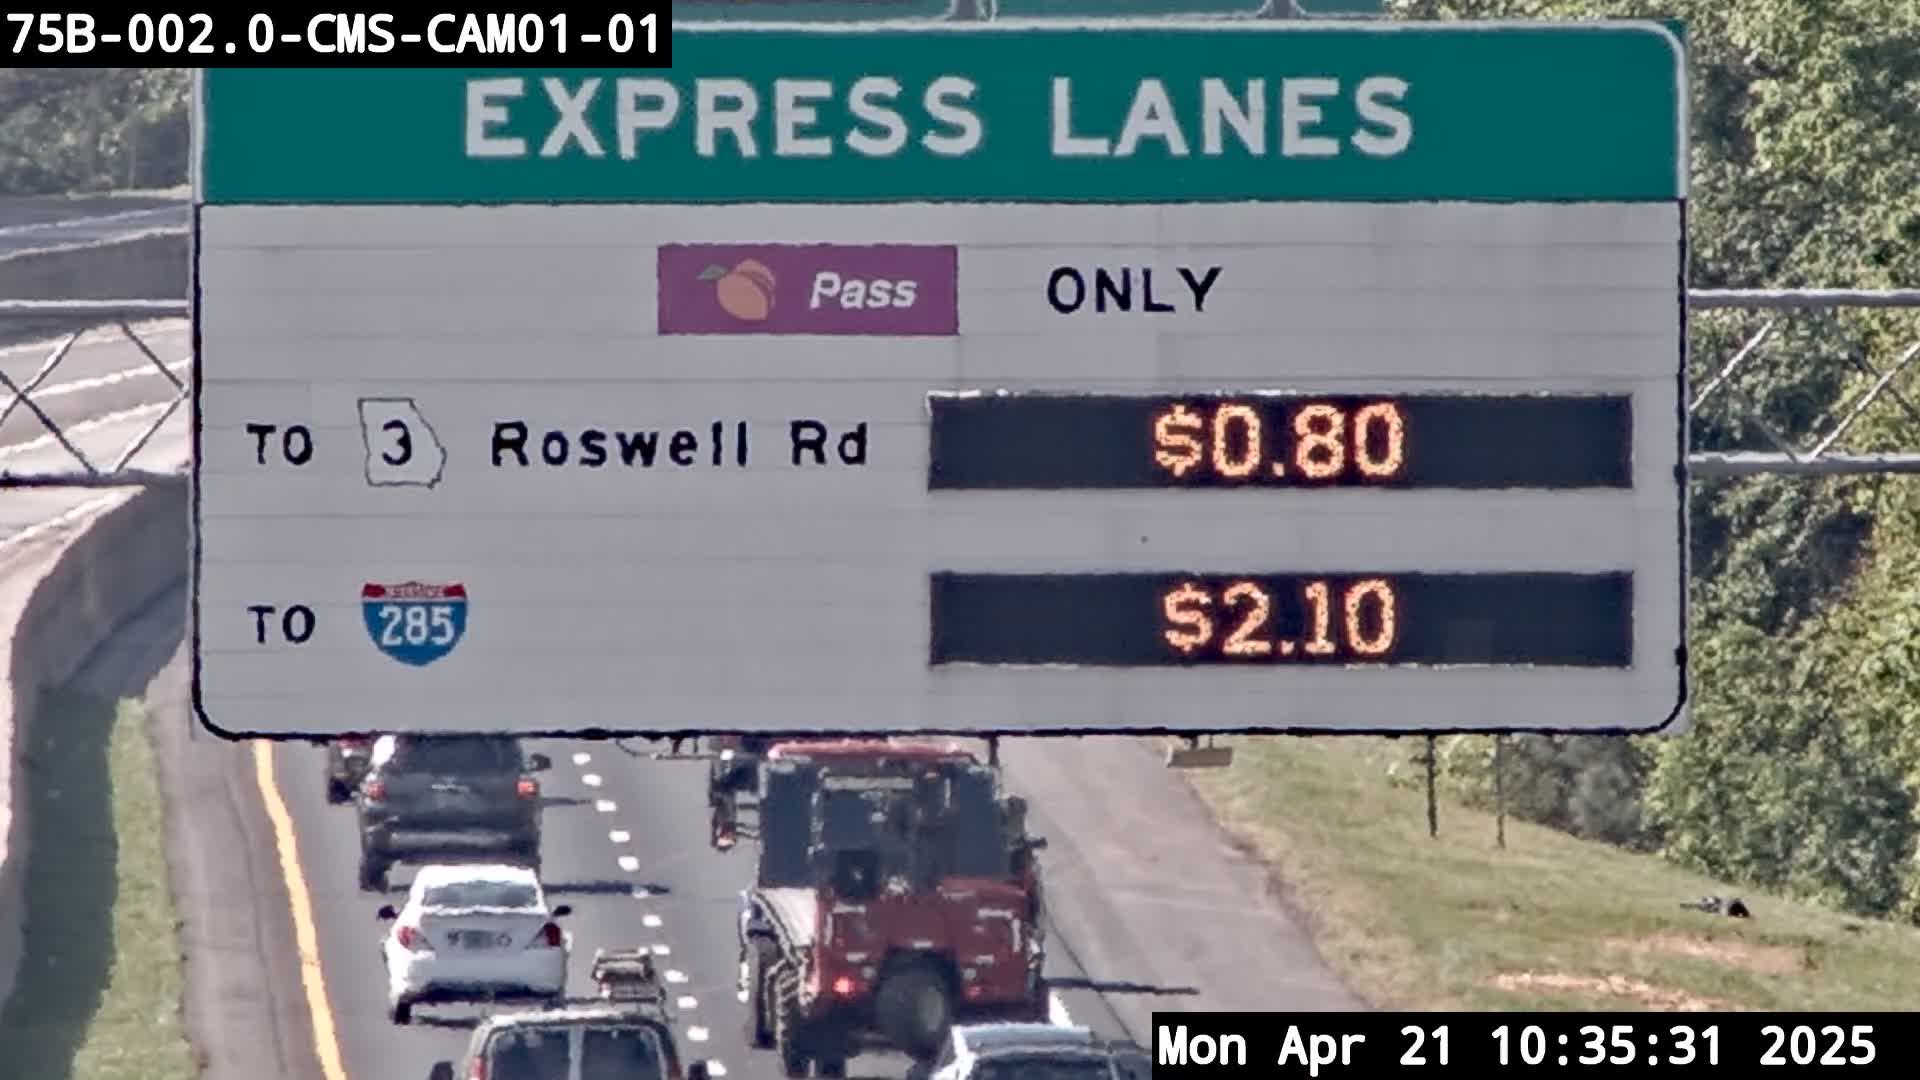 75B-002.0-CMS-CAM01-01
EXPRESS LANES
Pass ONLY
TO 3 Roswell Rd $0.80
TO 285 $2.10
Mon Apr 21 10:35:31 2025